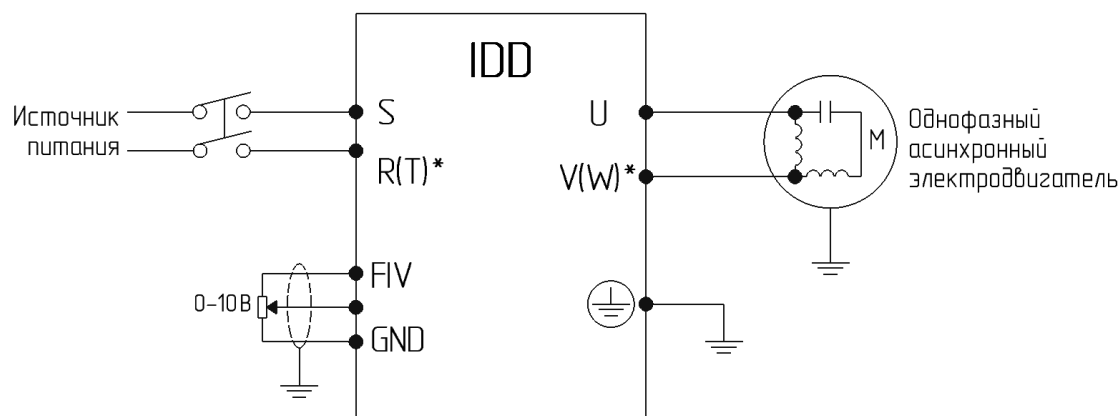 IDD
Источник
питания
S
R(T)*
U
V(W)*
M
Однофазный
асинхронный
электродвигатель
0-10В
FIV
GND